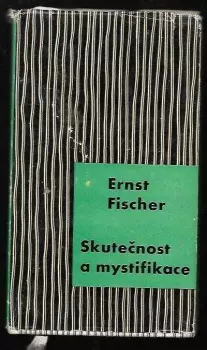 Ernst
Fischer
Skutečnost
a mystifikace